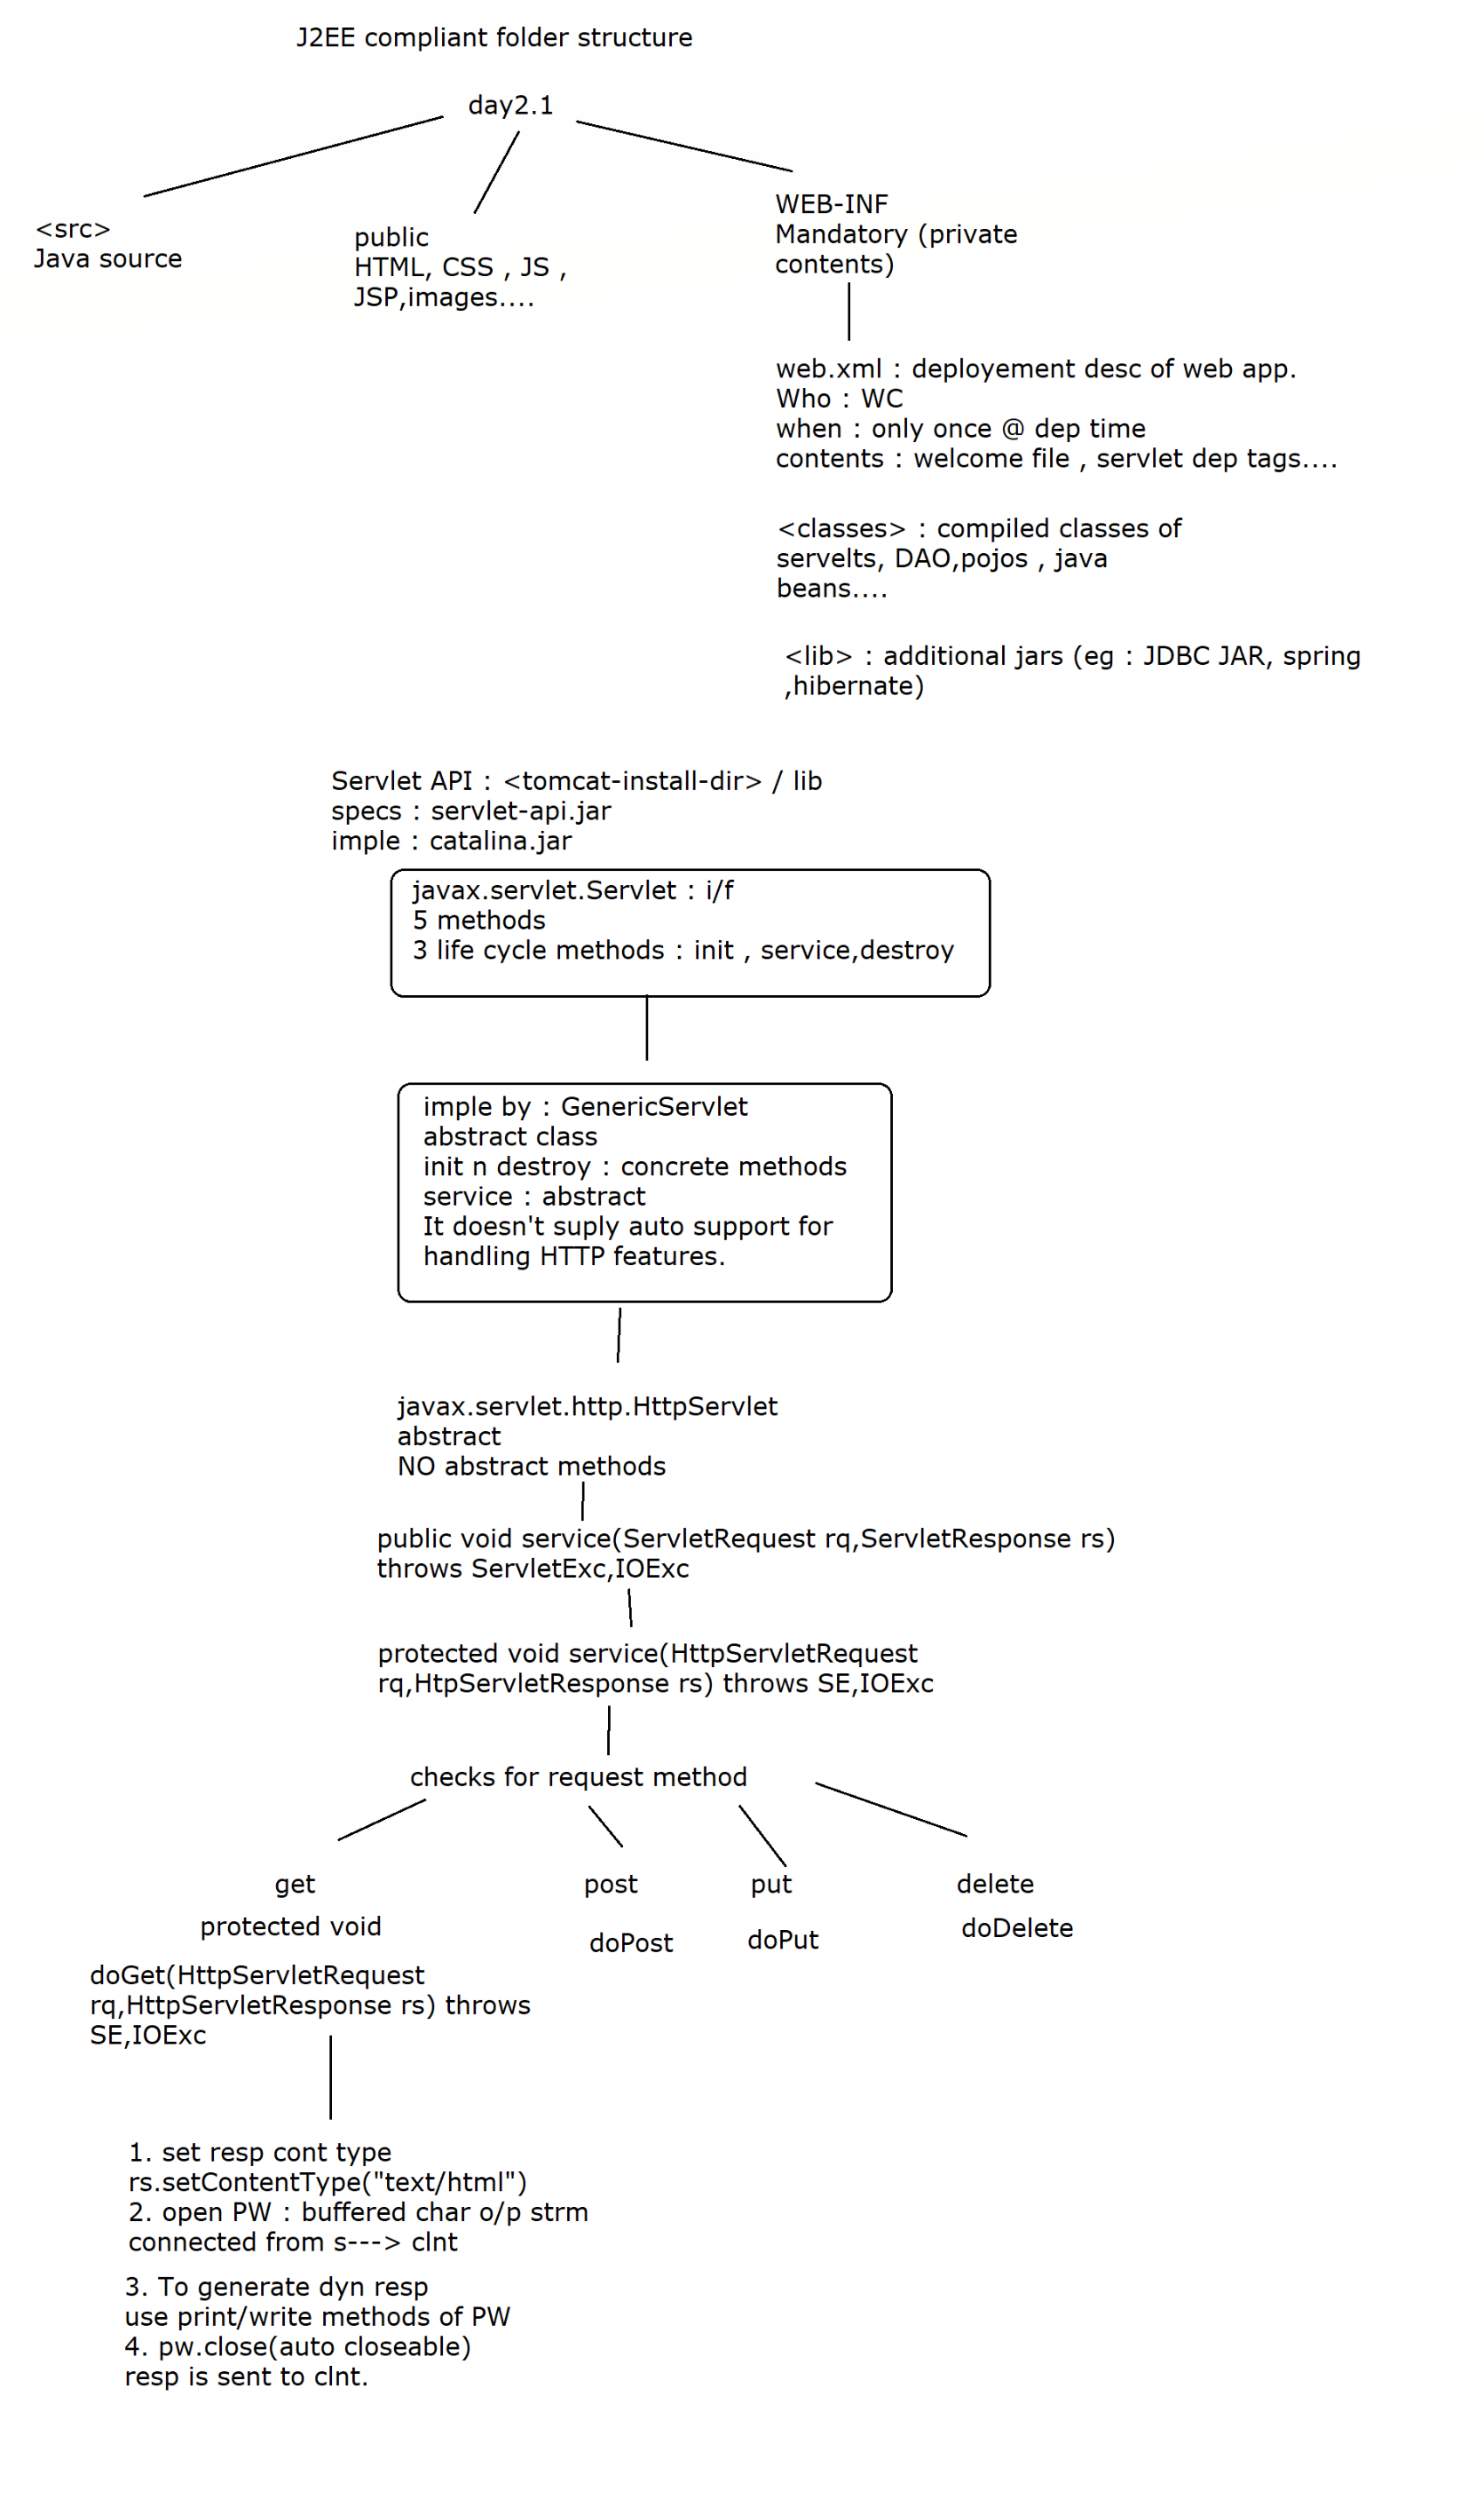 J2EE compliant folder structure
day2.1
<src>
Java source
public
HTML, CSS , JS ,
JSP,images....
WEB-INF
Mandatory (private
contents)
web.xml : deployement desc of web app.
Who : WC
when : only once @ dep time
contents : welcome file , servlet dep tags....
<classes> : compiled classes of
servelts, DAO,pojos , java
beans....
<lib> : additional jars (eg : JDBC JAR, spring
,hibernate)
Servlet API : <tomcat-install-dir> / lib
specs : servlet-api.jar
imple : catalina.jar
javax.servlet.Servlet : i/f
5 methods
3 life cycle methods : init , service,destroy
imple by : GenericServlet
abstract class
init n destroy : concrete methods
service : abstract
It doesn't suply auto support for
handling HTTP features.
javax.servlet.http.HttpServlet
abstract
NO abstract methods
public void service(ServletRequest rq,ServletResponse rs)
throws ServletExc,IOExc
protected void service(HttpServletRequest
rq,HtpServletResponse rs) throws SE,IOExc
checks for request method
get
post
put
delete
protected void
doPost
doPut
doDelete
doGet(HttpServletRequest
rq,HttpServletResponse rs) throws
SE,IOExc
1. set resp cont type
rs.setContentType("text/html")
2. open PW : buffered char o/p strm
connected from s---> clnt
3. To generate dyn resp
use print/write methods of PW
4. pw.close(auto closeable)
resp is sent to clnt.